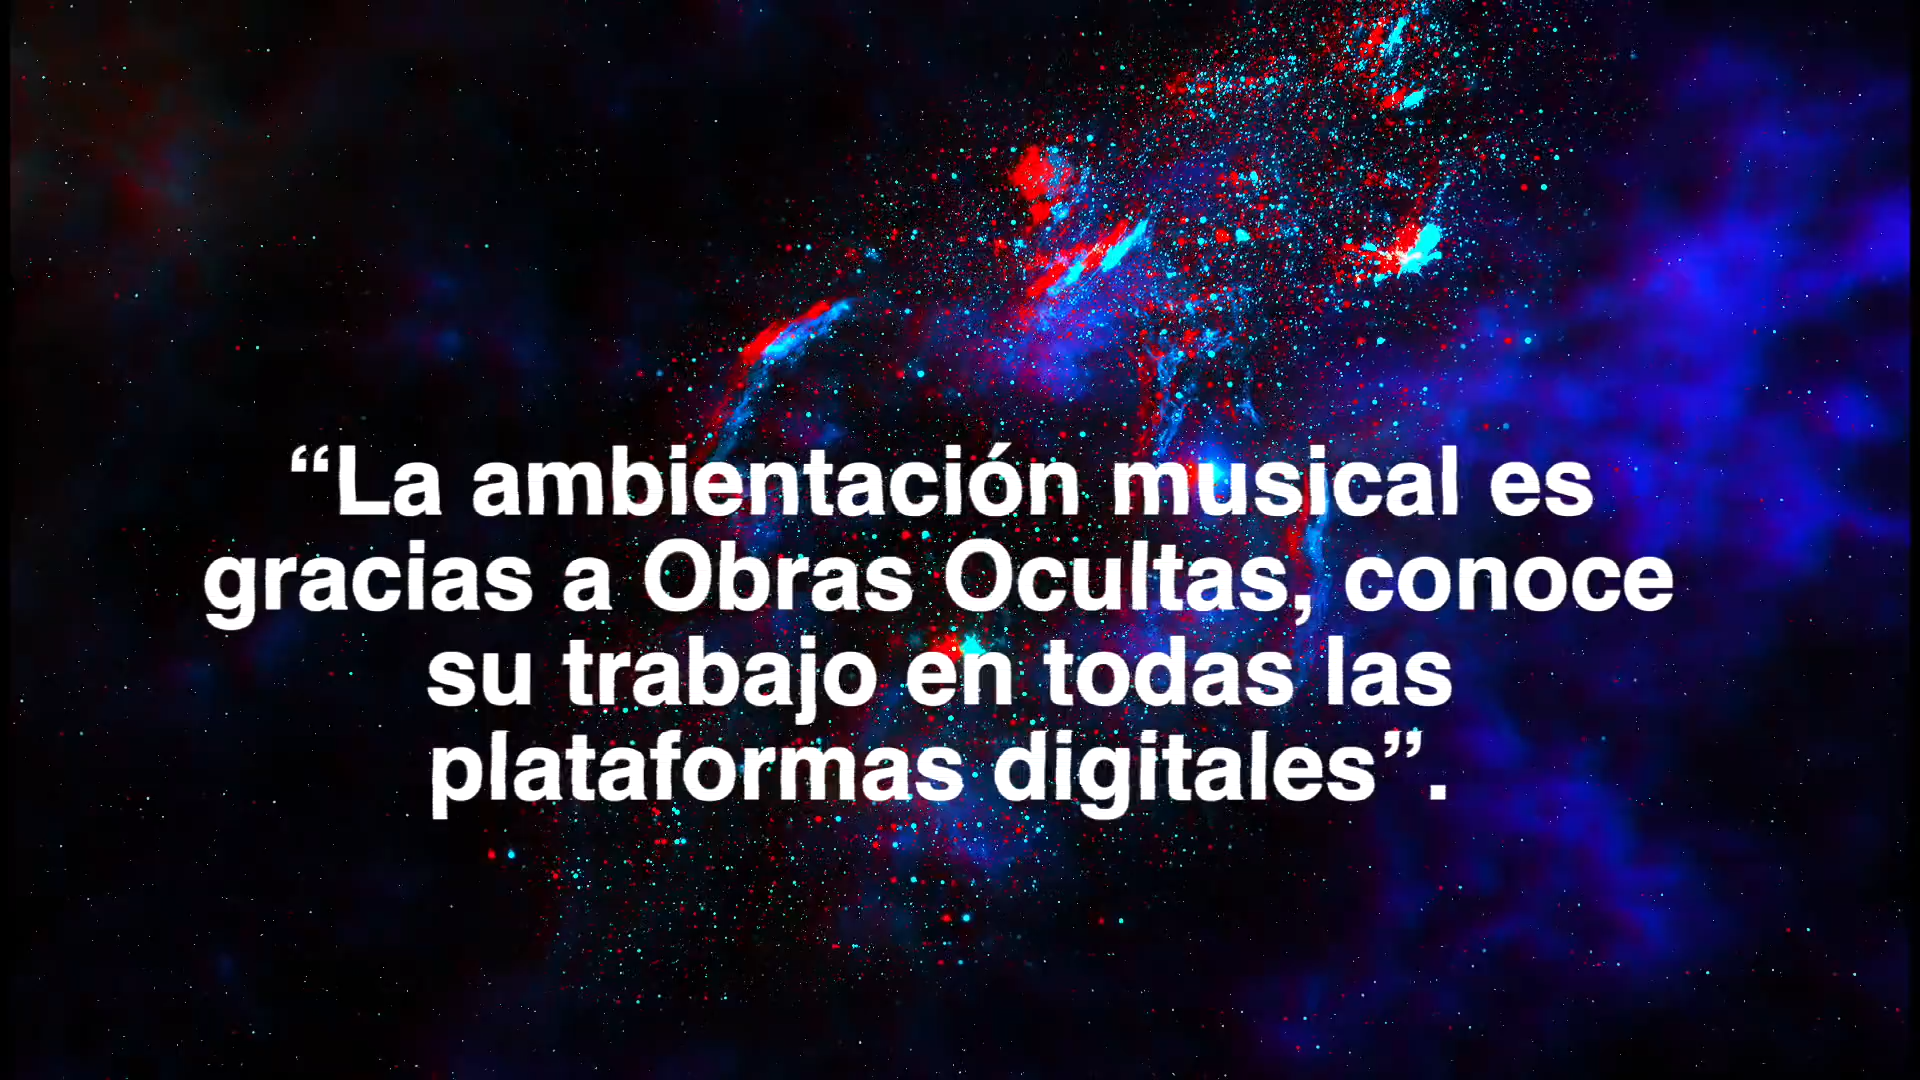 “La ambientación musical es
gracias a Obras Ocultas, conoce
su trabajo en todas las
plataformas digitales”.